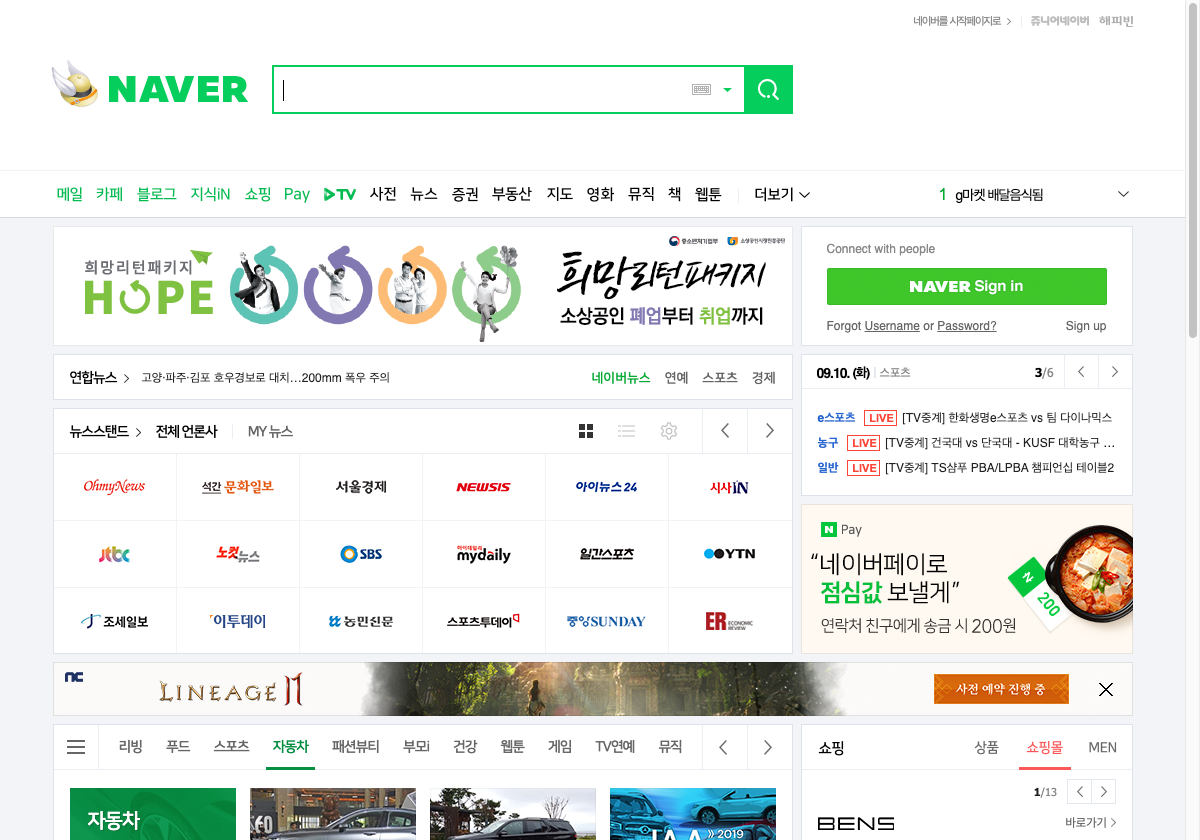 네이버를 시작페이지로
쥬니어네이버 해피빈
NAVER
메일 카페 블로그 지식iN 쇼핑 Pay TV 사전 뉴스 증권 부동산 지도 영화 뮤직 책 웹툰 더보기
1 g마켓 배달음식됨
희망리턴패키지
HOPE
중소벤처기업부 소상공인시장진흥공단
희망리턴패키지
소상공인 폐업부터 취업까지
Connect with people
NAVER Sign in
Forgot Username or Password? Sign up
연합뉴스 고양·파주·김포 호우경보로 대치…200mm 폭우 주의
네이버뉴스 연예 스포츠 경제
09.10. (화) 스포츠 3/6
e스포츠 LIVE [TV중계] 한화생명e스포츠 vs 팀 다이나믹스
농구 LIVE [TV중계] 건국대 vs 단국대 - KUSF 대학농구 ...
일반 LIVE [TV중계] TS샴푸 PBA/LPBA 챔피언십 테이블2
뉴스스탠드 전체 언론사 MY 뉴스
OhmyNews 석간 문화일보 서울경제 NEWSIS 아이뉴스24 시사IN
jtbc 노컷뉴스 SBS 마이데일리 mydaily 일간스포츠 YTN
조세일보 이투데이 농민신문 스포츠투데이 중앙SUNDAY ER ECONOMIC REVIEW
N Pay
“네이버페이로
점심값 보낼게”
연락처 친구에게 송금 시 200원
N 200
NC
LINEAGE II
사전 예약 진행 중
리빙 푸드 스포츠 자동차 패션뷰티 부모i 건강 웹툰 게임 TV연예 뮤직
쇼핑 상품 쇼핑몰 MEN
1/13
자동차
IAA 2019
BENS
바로가기